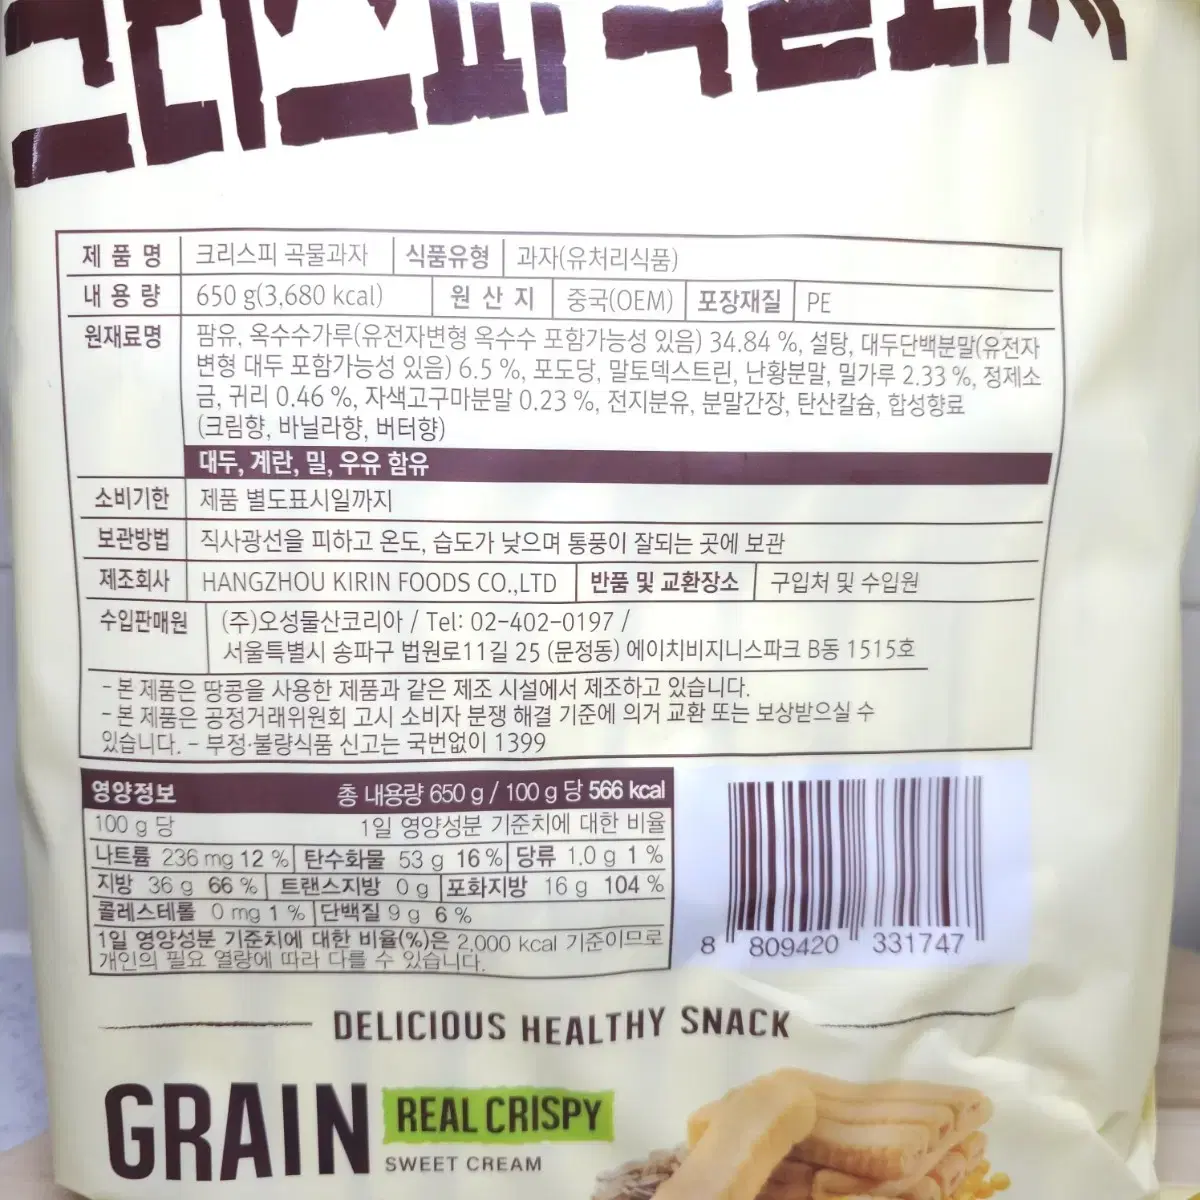 크리스피 곡물과자
제 품 명 크리스피 곡물과자 식품유형 과자(유처리식품)
내 용 량 650 g(3,680 kcal) 원 산 지 중국(OEM) 포장재질 PE
원재료명 팜유, 옥수수가루(유전자변형 옥수수 포함가능성 있음) 34.84 %, 설탕, 대두단백분말(유전자
변형 대두 포함가능성 있음) 6.5 %, 포도당, 말토덱스트린, 난황분말, 밀가루 2.33 %, 정제소
금, 귀리 0.46 %, 자색고구마분말 0.23 %, 전지분유, 분말간장, 탄산칼슘, 합성향료
(크림향, 바닐라향, 버터향)
대두, 계란, 밀, 우유 함유
소비기한 제품 별도표시일까지
보관방법 직사광선을 피하고 온도, 습도가 낮으며 통풍이 잘되는 곳에 보관
제조회사 HANGZHOU KIRIN FOODS CO.,LTD 반품 및 교환장소 구입처 및 수입원
수입판매원 (주)오성물산코리아 / Tel: 02-402-0197 /
서울특별시 송파구 법원로11길 25 (문정동) 에이치비지니스파크 B동 1515호
- 본 제품은 땅콩을 사용한 제품과 같은 제조 시설에서 제조하고 있습니다.
- 본 제품은 공정거래위원회 고시 소비자 분쟁 해결 기준에 의거 교환 또는 보상받으실 수
있습니다. - 부정·불량식품 신고는 국번없이 1399
영양정보 총 내용량 650 g / 100 g 당 566 kcal
100 g 당 1일 영양성분 기준치에 대한 비율
나트륨 236 mg 12 % 탄수화물 53 g 16 % 당류 1.0 g 1 %
지방 36 g 66 % 트랜스지방 0 g 포화지방 16 g 104 %
콜레스테롤 0 mg 1 % 단백질 9 g 6 %
1일 영양성분 기준치에 대한 비율(%)은 2,000 kcal 기준이므로
개인의 필요 열량에 따라 다를 수 있습니다.
8 809420 331747
DELICIOUS HEALTHY SNACK
GRAIN REAL CRISPY
SWEET CREAM